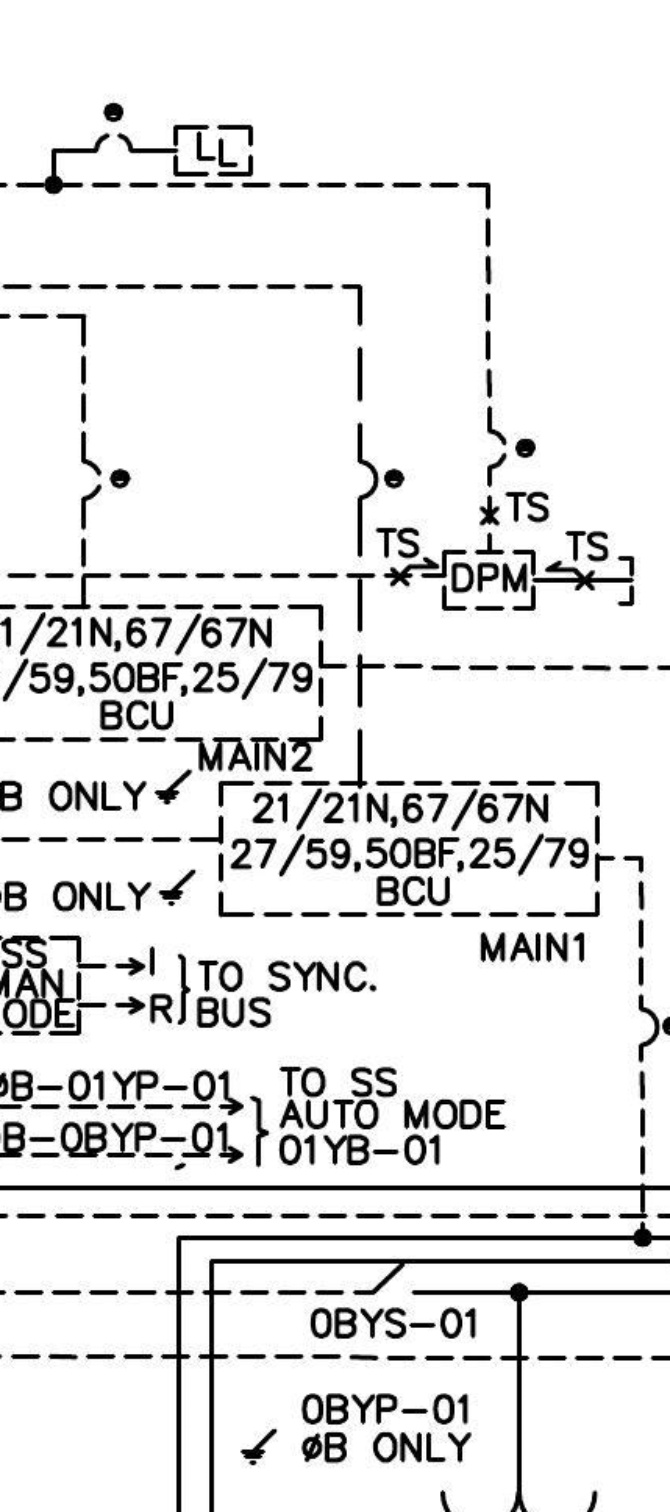 LL
TS
TS
TS
DPM
1/21N,67/67N
/59,50BF,25/79
BCU
MAIN2
B ONLY
21/21N,67/67N
27/59,50BF,25/79
BCU
B ONLY
MAIN1
SS
MAN
ODE
I
R
TO SYNC.
BUS
ØB-01YP-01
B-0BYP-01
TO SS
AUTO MODE
01YB-01
0BYS-01
0BYP-01
ØB ONLY